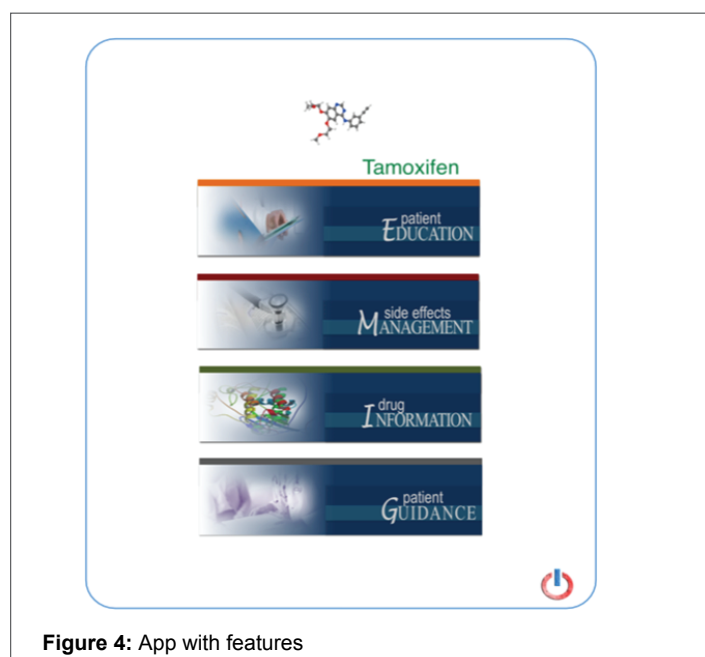 Tamoxifen
patient
EDUCATION
side effects
MANAGEMENT
drug
INFORMATION
patient
GUIDANCE
Figure 4: App with features